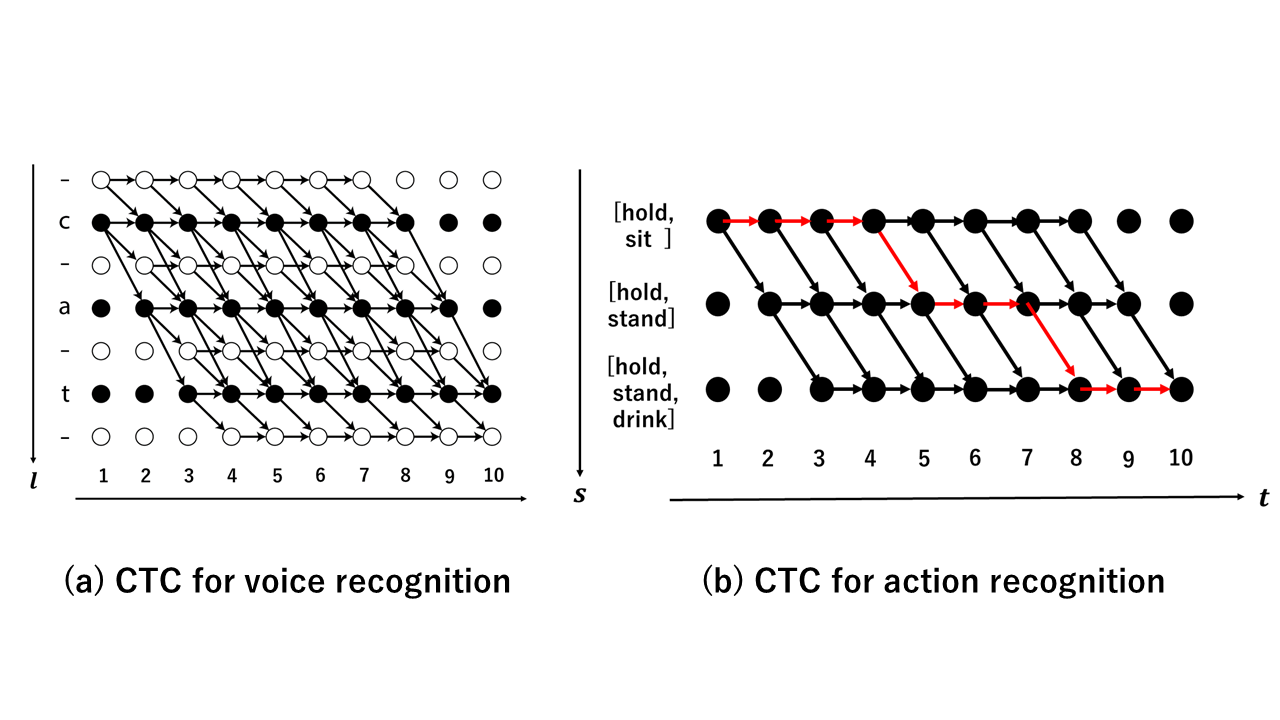 –
c
–
a
–
t
–
l
1 2 3 4 5 6 7 8 9 10
(a) CTC for voice recognition
[hold,
sit ]
[hold,
stand]
[hold,
stand,
drink]
s
1 2 3 4 5 6 7 8 9 10
t
(b) CTC for action recognition